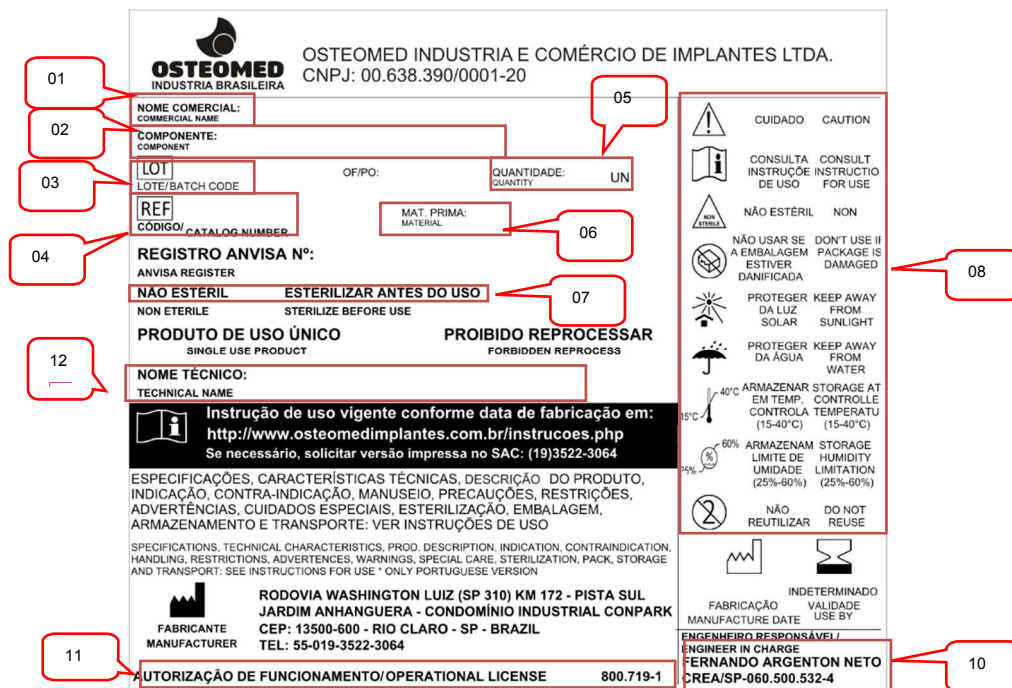 OSTEOMED
INDUSTRIA BRASILEIRA
OSTEOMED INDUSTRIA E COMÉRCIO DE IMPLANTES LTDA.
CNPJ: 00.638.390/0001-20
01
NOME COMERCIAL:
COMMERCIAL NAME
02
COMPONENTE:
COMPONENT
03
LOT
LOTE/BATCH CODE
OF/PO:
05
QUANTIDADE:
QUANTITY
UN
04
REF
CÓDIGO/ CATALOG NUMBER
MAT. PRIMA:
MATERIAL
06
REGISTRO ANVISA Nº:
ANVISA REGISTER
NÃO ESTÉRIL ESTERILIZAR ANTES DO USO
NON ETERILE STERILIZE BEFORE USE
07
PRODUTO DE USO ÚNICO PROIBIDO REPROCESSAR
SINGLE USE PRODUCT FORBIDDEN REPROCESS
12
NOME TÉCNICO:
TECHNICAL NAME
i
Instrução de uso vigente conforme data de fabricação em:
http://www.osteomedimplantes.com.br/instrucoes.php
Se necessário, solicitar versão impressa no SAC: (19)3522-3064
ESPECIFICAÇÕES, CARACTERÍSTICAS TÉCNICAS, DESCRIÇÃO DO PRODUTO,
INDICAÇÃO, CONTRA-INDICAÇÃO, MANUSEIO, PRECAUÇÕES, RESTRIÇÕES,
ADVERTÊNCIAS, CUIDADOS ESPECIAIS, ESTERILIZAÇÃO, EMBALAGEM,
ARMAZENAMENTO E TRANSPORTE: VER INSTRUÇÕES DE USO
SPECIFICATIONS, TECHNICAL CHARACTERISTICS, PROD. DESCRIPTION, INDICATION, CONTRAINDICATION,
HANDLING, RESTRICTIONS, ADVERTENCES, WARNINGS, SPECIAL CARE, STERILIZATION, PACK, STORAGE
AND TRANSPORT: SEE INSTRUCTIONS FOR USE * ONLY PORTUGUESE VERSION
FABRICANTE
MANUFACTURER
RODOVIA WASHINGTON LUIZ (SP 310) KM 172 - PISTA SUL
JARDIM ANHANGUERA - CONDOMÍNIO INDUSTRIAL CONPARK
CEP: 13500-600 - RIO CLARO - SP - BRAZIL
TEL: 55-019-3522-3064
11
AUTORIZAÇÃO DE FUNCIONAMENTO/OPERATIONAL LICENSE 800.719-1
08
CUIDADO CAUTION
i
CONSULTA CONSULT
INSTRUÇÕE INSTRUCTIO
DE USO FOR USE
NON
STERILE
NÃO ESTÉRIL NON
NÃO USAR SE DON'T USE IF
A EMBALAGEM PACKAGE IS
ESTIVER DAMAGED
DANIFICADA
PROTEGER KEEP AWAY
DA LUZ FROM
SOLAR SUNLIGHT
PROTEGER KEEP AWAY
DA ÁGUA FROM
WATER
40°C
15°C
ARMAZENAR STORAGE AT
EM TEMP. CONTROLLE
CONTROLA TEMPERATU
(15-40°C) (15-40°C)
60%
%
25%
ARMAZENAM STORAGE
LIMITE DE HUMIDITY
UMIDADE LIMITATION
(25%-60%) (25%-60%)
2
NÃO DO NOT
REUTILIZAR REUSE
INDETERMINADO
FABRICAÇÃO VALIDADE
MANUFACTURE DATE USE BY
ENGENHEIRO RESPONSÁVEL/
ENGINEER IN CHARGE
FERNANDO ARGENTON NETO
CREA/SP-060.500.532-4
10